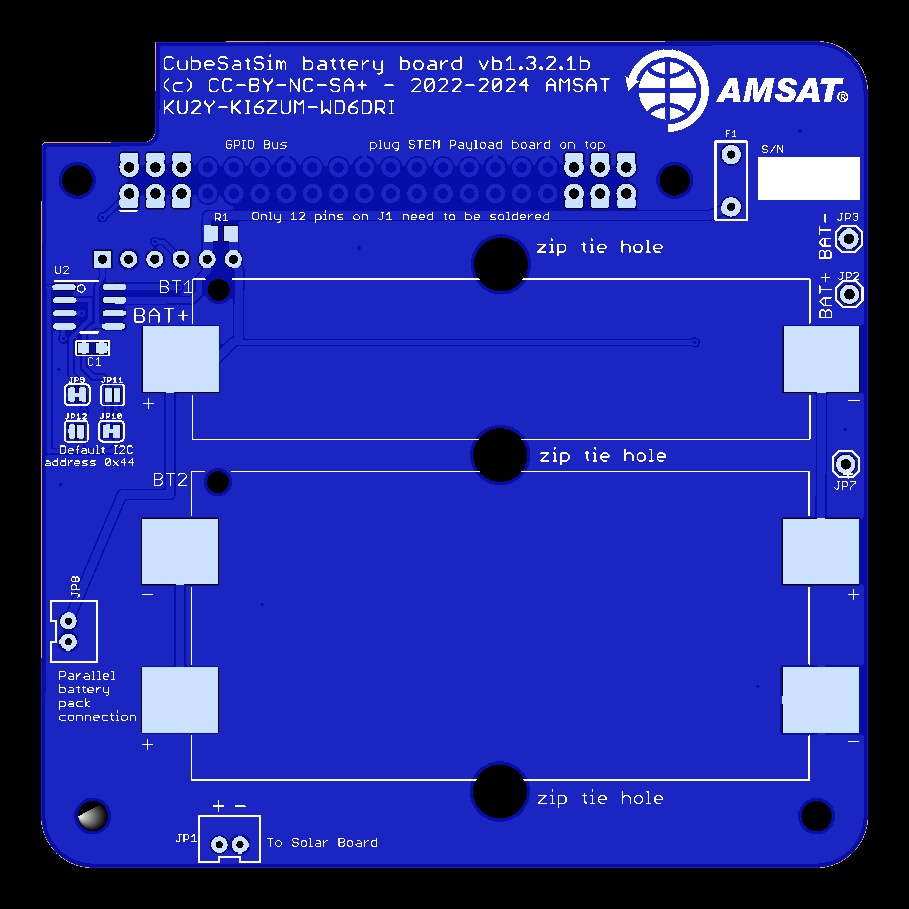 CubeSatSim battery board vb1.3.2.1b
(c) CC-BY-NC-SA+ - 2022-2024 AMSAT
KU2Y-KI6ZUM-WD6DRI
AMSAT®
F1
GPIO Bus
plug STEM Payload board on top
S/N
R1
Only 12 pins on J1 need to be soldered
JP3
BAT-
zip tie hole
U2
JP2
BAT+
BT1
BAT+
C1
+
-
JP9
JP11
JP12
JP10
Default I2C
address 0x44
zip tie hole
BT2
+
JP7
JP8
-
+
Parallel
battery
pack
connection
+
-
zip tie hole
+ -
JP1
To Solar Board